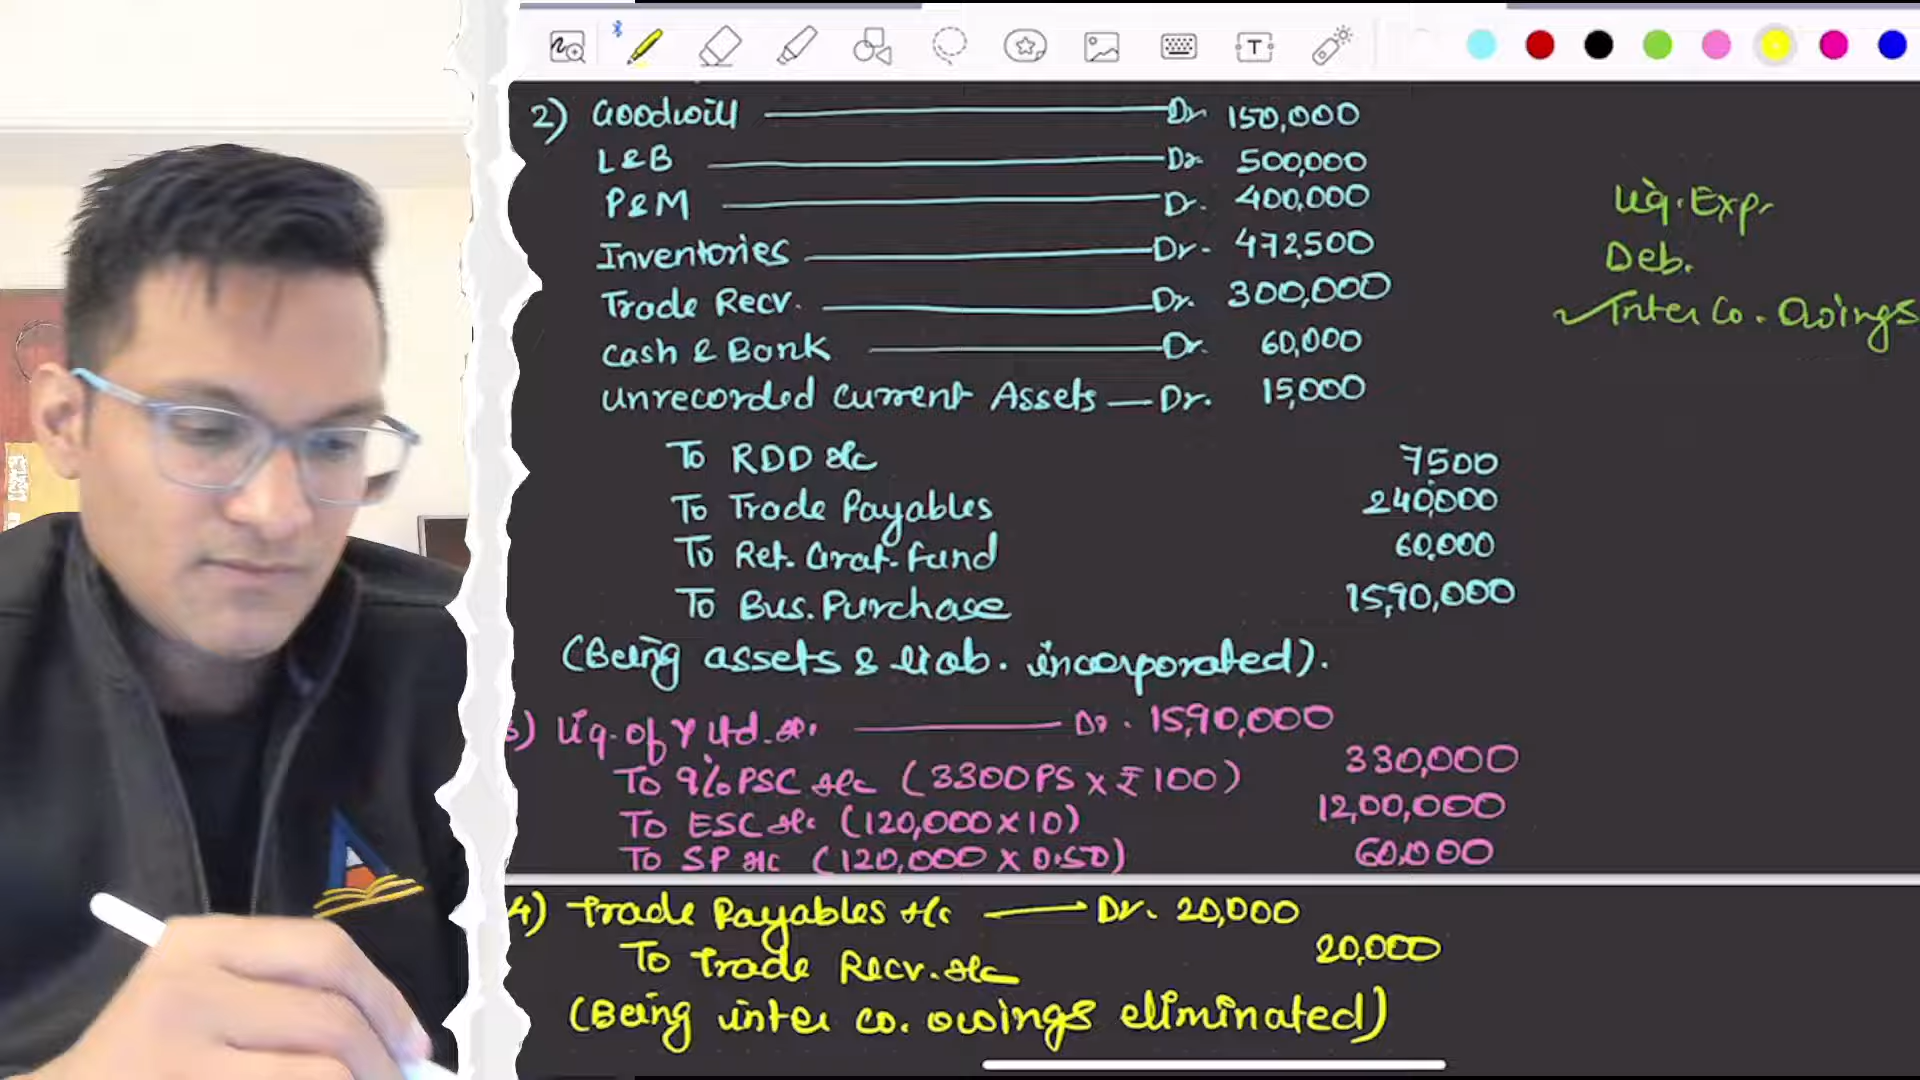 2) Goodwill Dr 150,000
L&B Dr 500,000
P&M Dr. 400,000
Inventories Dr. 472500
Trade Recv. Dr. 300,000
Cash & Bank Dr. 60,000
Unrecorded Current Assets Dr. 15,000
To RDD a/c 7500
To Trade Payables 240,000
To Ret. Grat. Fund 60,000
To Bus. Purchase 15,90,000
(Being assets & liab. incorporated).
3) Liq. of Y Ltd. a/c Dr. 15,90,000
To 9% PSC a/c (3300 PS x ₹100) 330,000
To ESC a/c (120,000 x 10) 12,00,000
To SP a/c (120,000 x 0.50) 60,000
4) Trade Payables a/c Dr. 20,000
To Trade Recv. a/c 20,000
(Being inter co. owings eliminated)
Liq. Exp.
Deb.
Inter Co. Owings
T